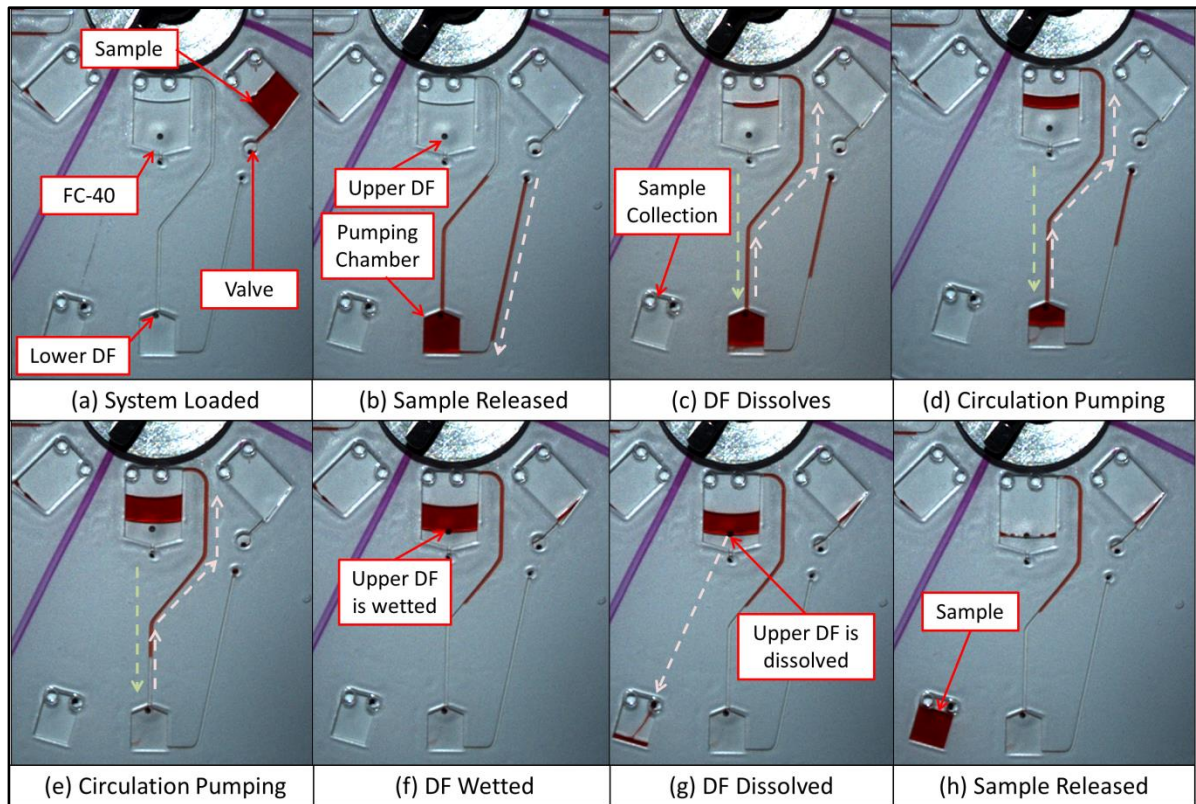 Sample
FC-40
Valve
Lower DF
(a) System Loaded
Upper DF
Pumping
Chamber
(b) Sample Released
Sample
Collection
(c) DF Dissolves
(d) Circulation Pumping
(e) Circulation Pumping
Upper DF
is wetted
(f) DF Wetted
Upper DF is
dissolved
(g) DF Dissolved
Sample
(h) Sample Released